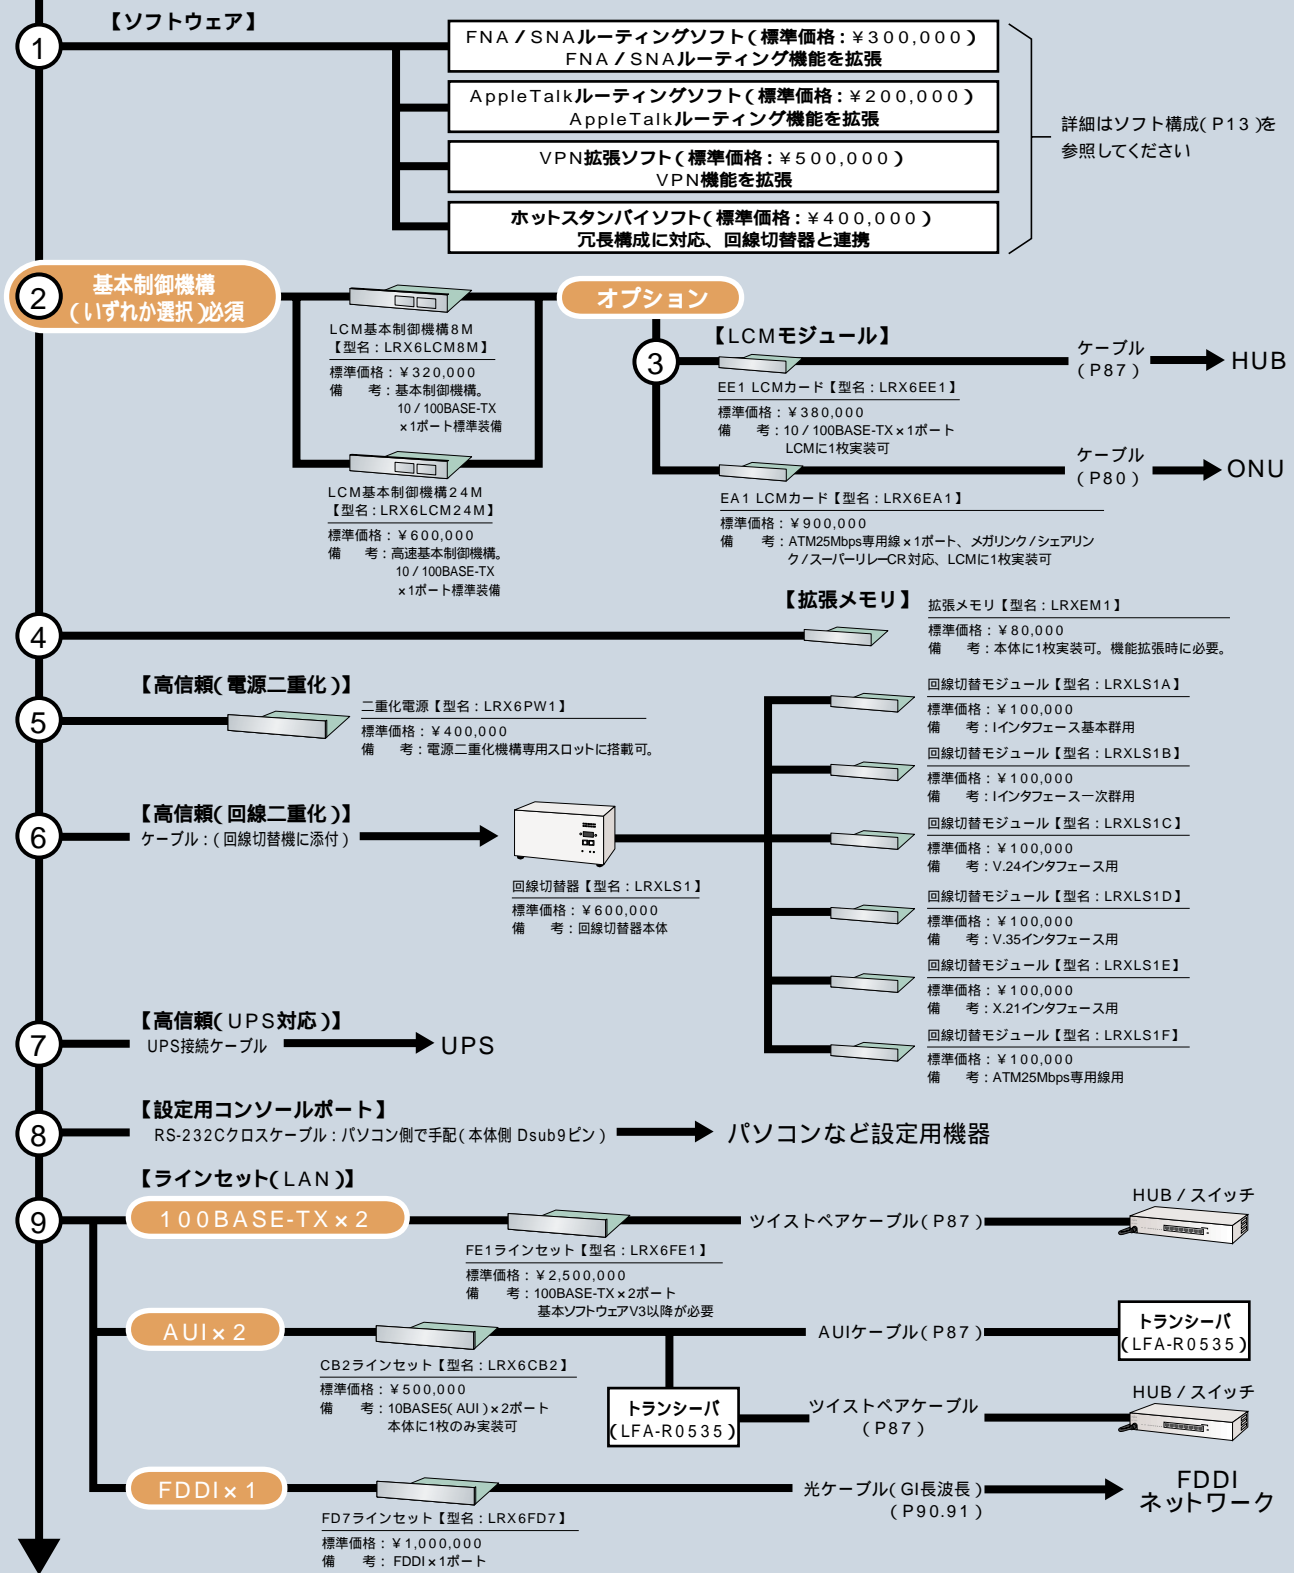 1
【ソフトウェア】
FNA/SNAルーティングソフト(標準価格:¥300,000)
FNA/SNAルーティング機能を拡張
AppleTalkルーティングソフト(標準価格:¥200,000)
AppleTalkルーティング機能を拡張
VPN拡張ソフト(標準価格:¥500,000)
VPN機能を拡張
ホットスタンバイソフト(標準価格:¥400,000)
冗長構成に対応、回線切替器と連携
詳細はソフト構成(P13)を
参照してください
2
基本制御機構
(いずれか選択)必須
LCM基本制御機構8M
【型名:LRX6LCM8M】
標準価格:¥320,000
備 考:基本制御機構。
10/100BASE-TX
×1ポート標準装備
LCM基本制御機構24M
【型名:LRX6LCM24M】
標準価格:¥600,000
備 考:高速基本制御機構。
10/100BASE-TX
×1ポート標準装備
オプション
3
【LCMモジュール】
EE1 LCMカード【型名:LRX6EE1】
標準価格:¥380,000
備 考:10/100BASE-TX×1ポート
LCMに1枚実装可
ケーブル
(P87)
HUB
EA1 LCMカード【型名:LRX6EA1】
標準価格:¥900,000
備 考:ATM25Mbps専用線×1ポート、メガリンク/シェアリン
ク/スーパーリレーCR対応、LCMに1枚実装可
ケーブル
(P80)
ONU
4
【拡張メモリ】
拡張メモリ【型名:LRXEM1】
標準価格:¥80,000
備 考:本体に1枚実装可。機能拡張時に必要。
5
【高信頼(電源二重化)】
二重化電源【型名:LRX6PW1】
標準価格:¥400,000
備 考:電源二重化機構専用スロットに搭載可。
6
【高信頼(回線二重化)】
ケーブル:(回線切替機に添付)
回線切替器【型名:LRXLS1】
標準価格:¥600,000
備 考:回線切替器本体
回線切替モジュール【型名:LRXLS1A】
標準価格:¥100,000
備 考:Iインタフェース基本群用
回線切替モジュール【型名:LRXLS1B】
標準価格:¥100,000
備 考:Iインタフェース一次群用
回線切替モジュール【型名:LRXLS1C】
標準価格:¥100,000
備 考:V.24インタフェース用
回線切替モジュール【型名:LRXLS1D】
標準価格:¥100,000
備 考:V.35インタフェース用
回線切替モジュール【型名:LRXLS1E】
標準価格:¥100,000
備 考:X.21インタフェース用
回線切替モジュール【型名:LRXLS1F】
標準価格:¥100,000
備 考:ATM25Mbps専用線用
7
【高信頼(UPS対応)】
UPS接続ケーブル
UPS
8
【設定用コンソールポート】
RS-232Cクロスケーブル:パソコン側で手配(本体側 Dsub9ピン)
パソコンなど設定用機器
9
【ラインセット(LAN)】
100BASE-TX×2
FE1ラインセット【型名:LRX6FE1】
標準価格:¥2,500,000
備 考:100BASE-TX×2ポート
基本ソフトウェアV3以降が必要
ツイストペアケーブル(P87)
HUB/スイッチ
AUI×2
CB2ラインセット【型名:LRX6CB2】
標準価格:¥500,000
備 考:10BASE5(AUI)×2ポート
本体に1枚のみ実装可
AUIケーブル(P87)
トランシーバ
(LFA-R0535)
トランシーバ
(LFA-R0535)
ツイストペアケーブル
(P87)
HUB/スイッチ
FDDI×1
FD7ラインセット【型名:LRX6FD7】
標準価格:¥1,000,000
備 考:FDDI×1ポート
光ケーブル(GI長波長)
(P90.91)
FDDI
ネットワーク